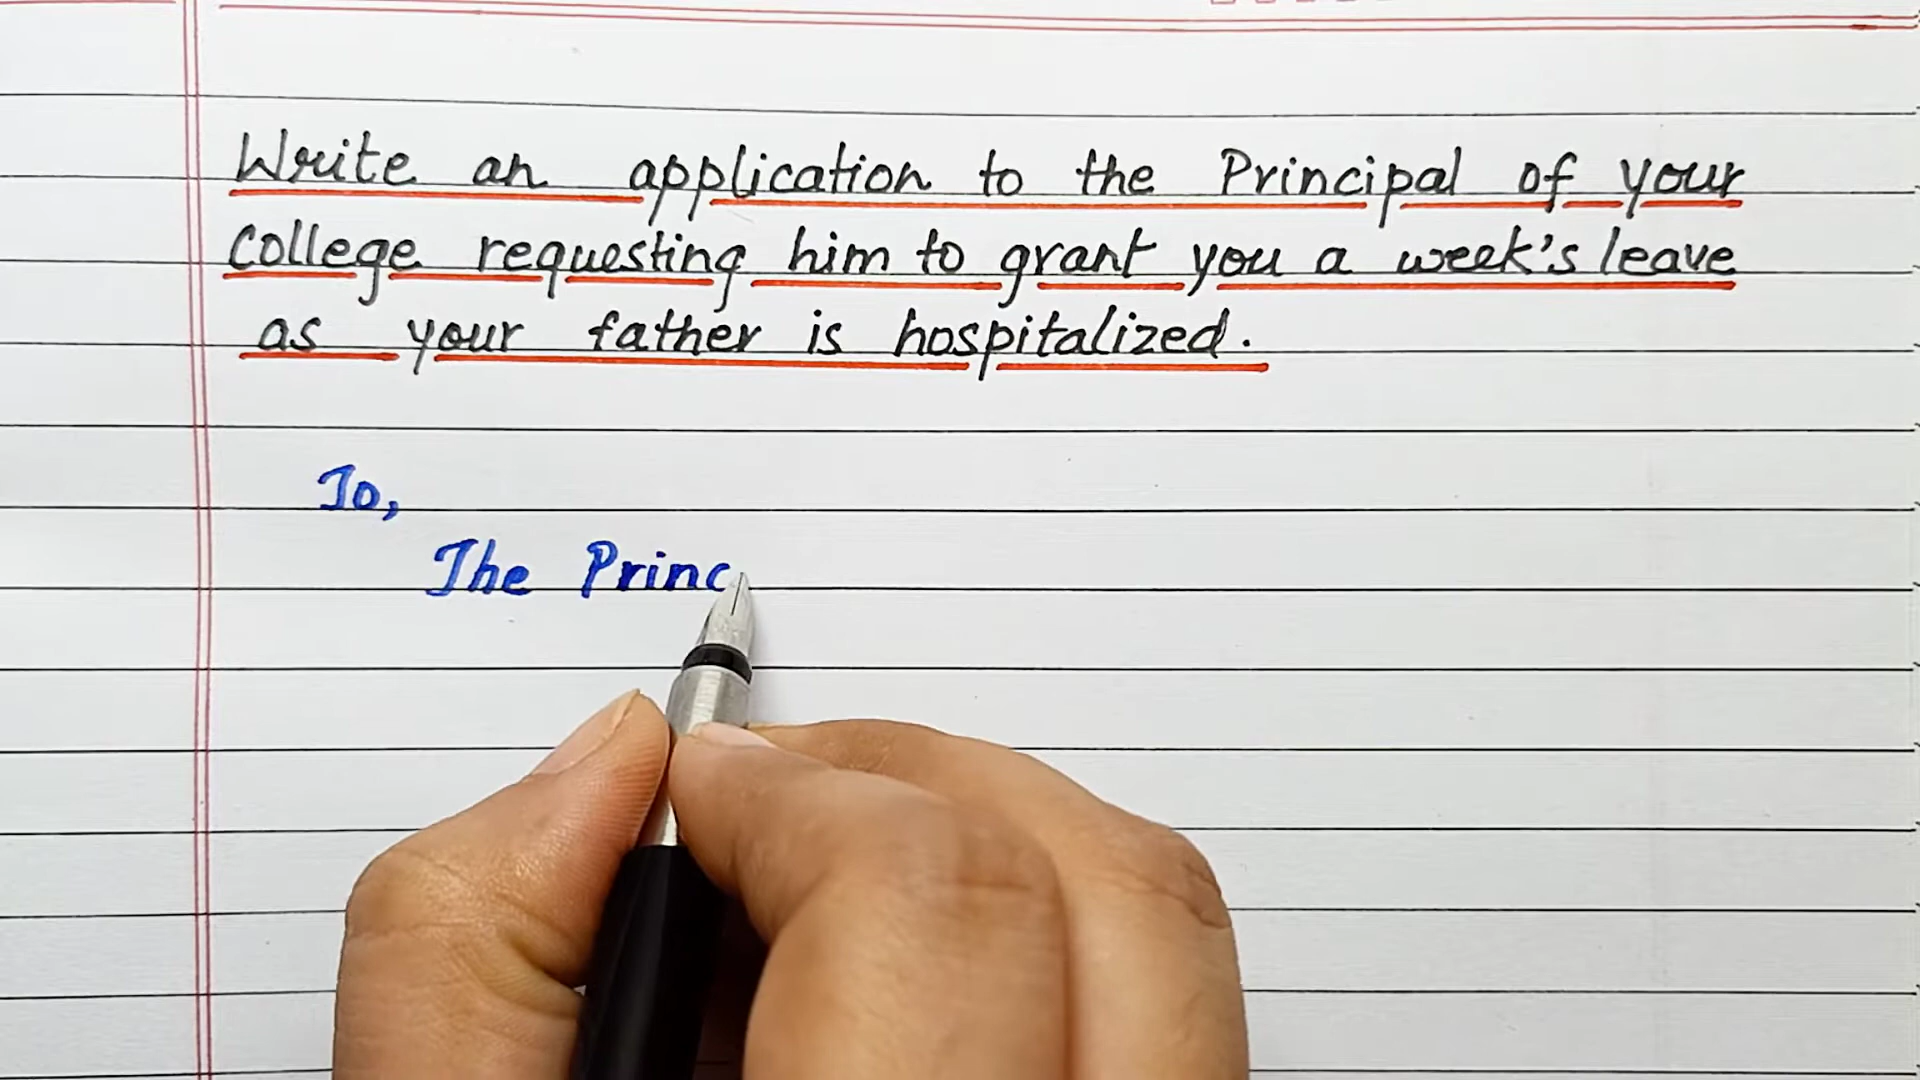 Write an application to the Principal of your
College requesting him to grant you a week's leave
as your father is hospitalized.
To,
The Princ